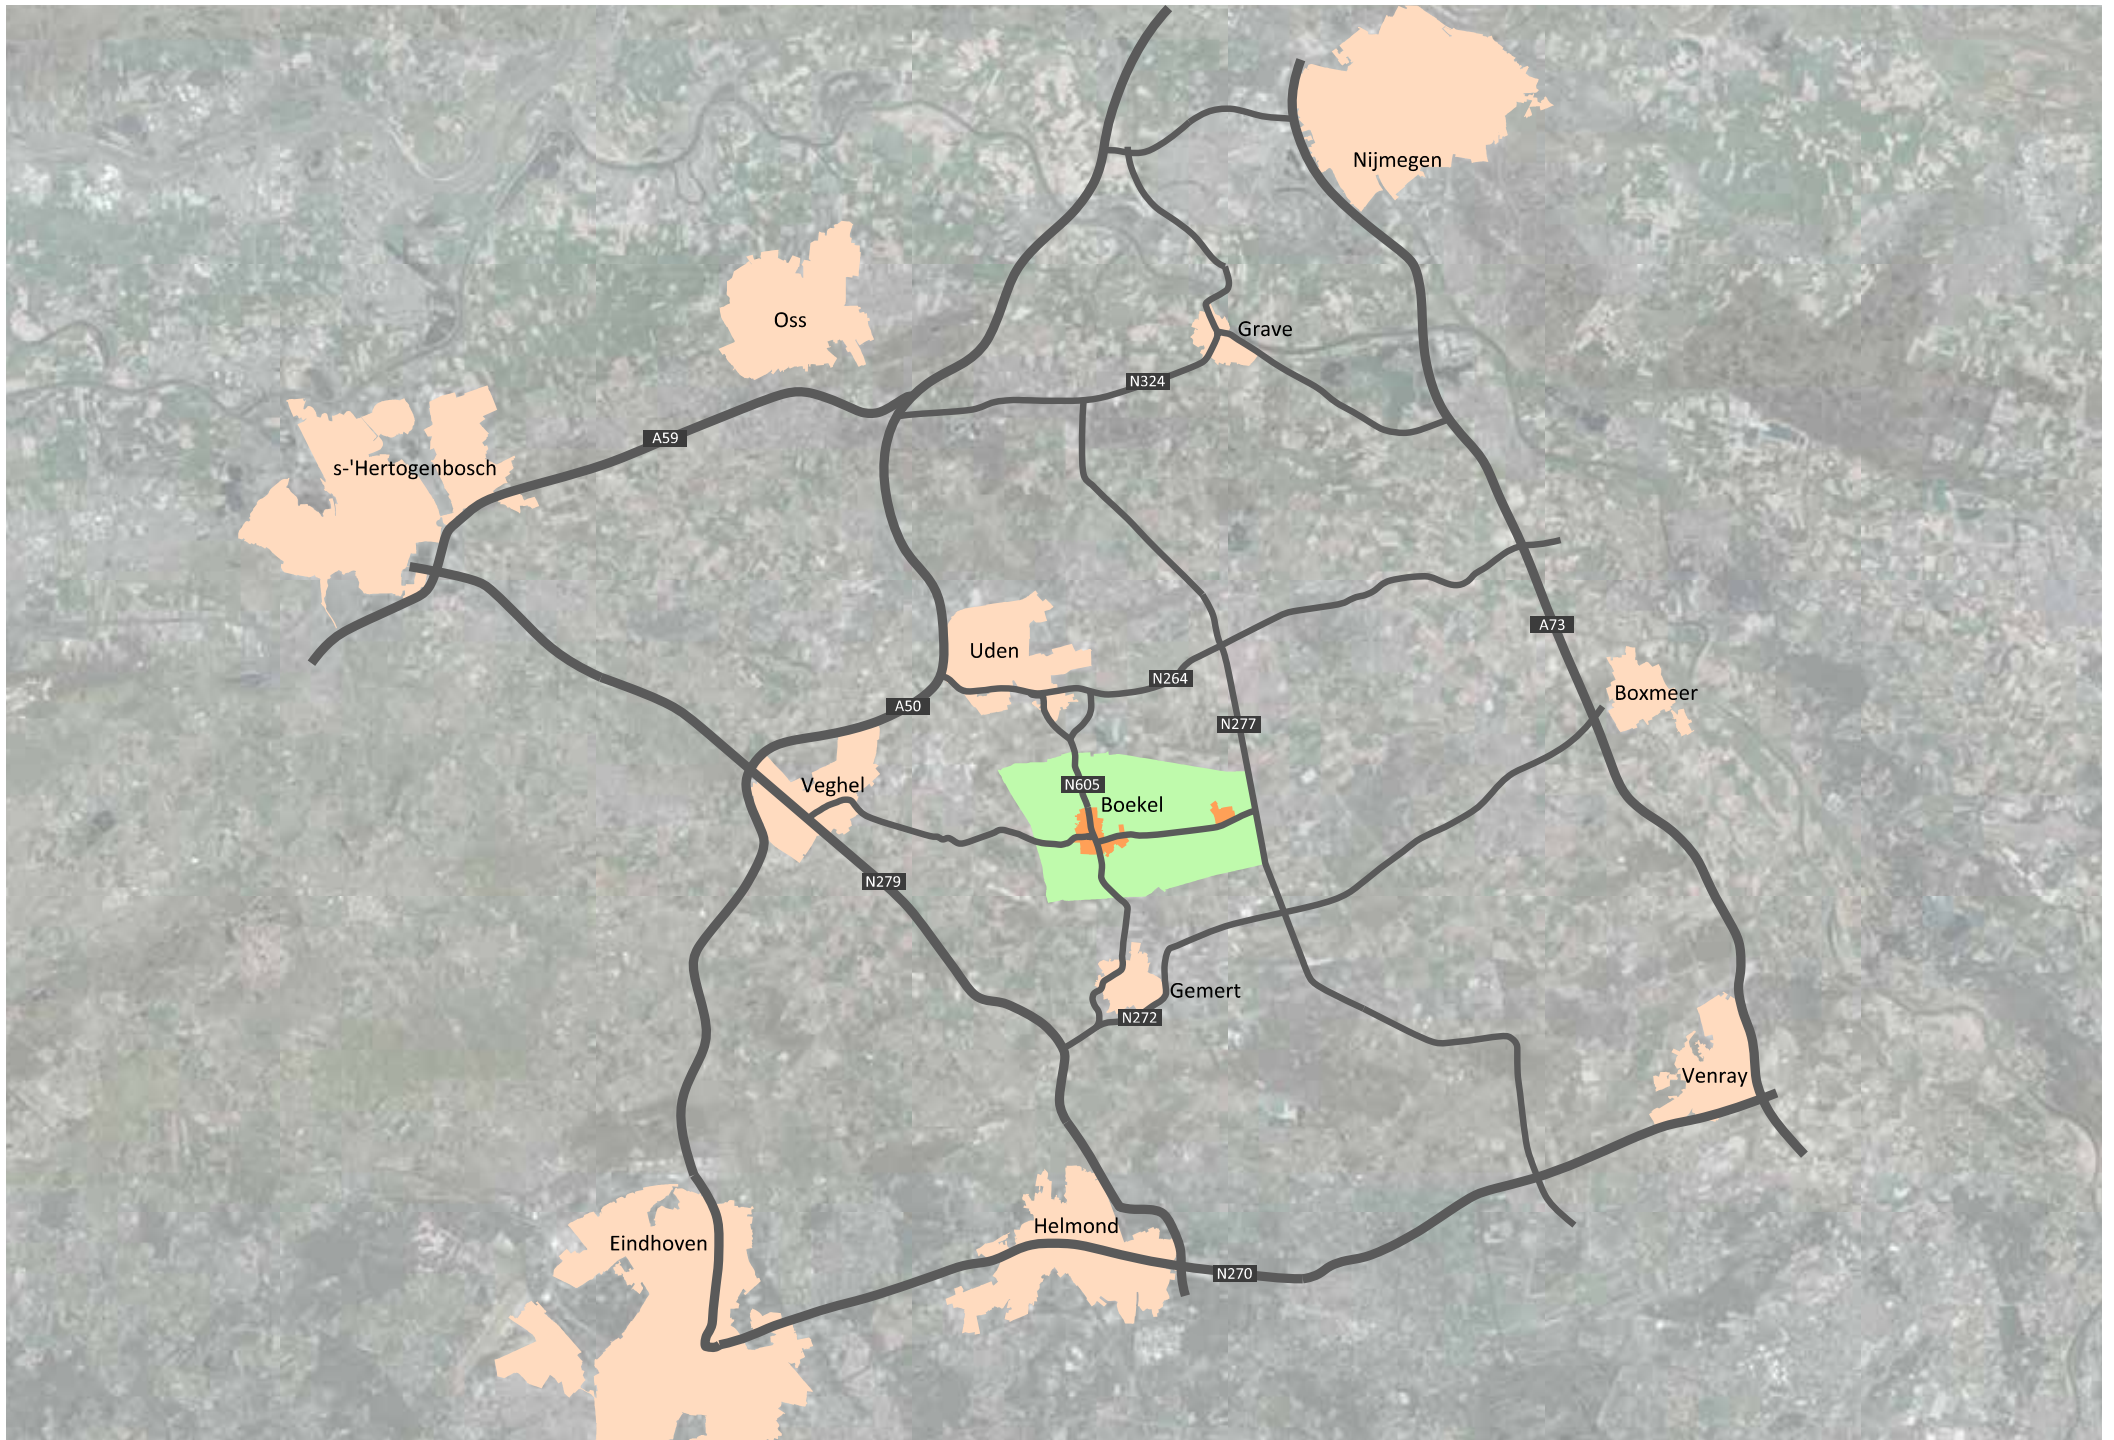 Nijmegen
Oss
Grave
N324
A59
s-'Hertogenbosch
A73
Uden
N264
Boxmeer
A50
N277
Veghel
N605
Boekel
N279
Gemert
N272
Venray
Helmond
Eindhoven
N270